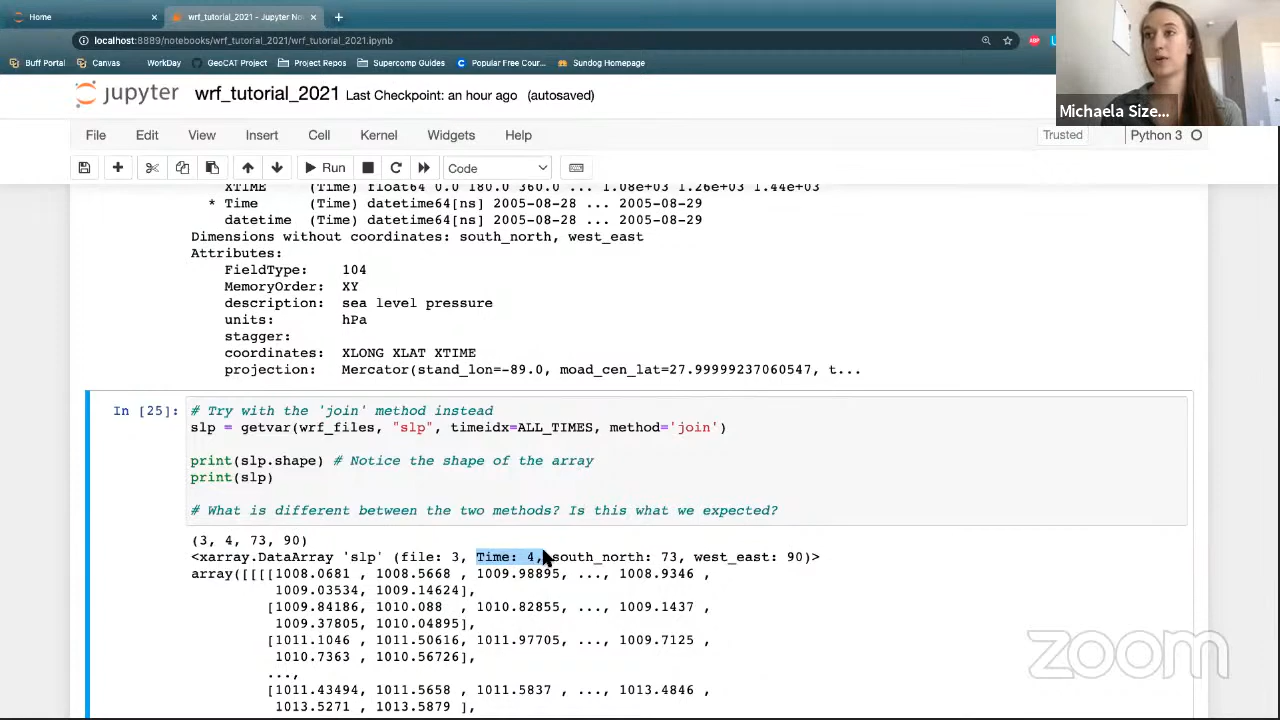 Home
wrf_tutorial_2021 - Jupyter No
localhost:8889/notebooks/wrf_tutorial_2021/wrf_tutorial_2021.ipynb
ABP
Buff Portal Canvas WorkDay GeoCAT Project Project Repos Supercomp Guides Popular Free Cour... Sundog Homepage
Michaela Size...
jupyter wrf_tutorial_2021 Last Checkpoint: an hour ago (autosaved)
File Edit View Insert Cell Kernel Widgets Help Trusted Python 3
Run Code
XTIME (Time) float64 0.0 180.0 360.0 ... 1.08e+03 1.26e+03 1.44e+03
* Time (Time) datetime64[ns] 2005-08-28 ... 2005-08-29
datetime (Time) datetime64[ns] 2005-08-28 ... 2005-08-29
Dimensions without coordinates: south_north, west_east
Attributes:
FieldType: 104
MemoryOrder: XY
description: sea level pressure
units: hPa
stagger:
coordinates: XLONG XLAT XTIME
projection: Mercator(stand_lon=-89.0, moad_cen_lat=27.99999237060547, t...
In [25]: # Try with the 'join' method instead
slp = getvar(wrf_files, "slp", timeidx=ALL_TIMES, method='join')
print(slp.shape) # Notice the shape of the array
print(slp)
# What is different between the two methods? Is this what we expected?
(3, 4, 73, 90)
<xarray.DataArray 'slp' (file: 3, Time: 4, south_north: 73, west_east: 90)>
array([[[[1008.0681 , 1008.5668 , 1009.98895, ..., 1008.9346 ,
1009.03534, 1009.14624],
[1009.84186, 1010.088 , 1010.82855, ..., 1009.1437 ,
1009.37805, 1010.04895],
[1011.1046 , 1011.50616, 1011.97705, ..., 1009.7125 ,
1010.7363 , 1010.56726],
...,
[1011.43494, 1011.5658 , 1011.5837 , ..., 1013.4846 ,
1013.5271 , 1013.5879 ],
zoom